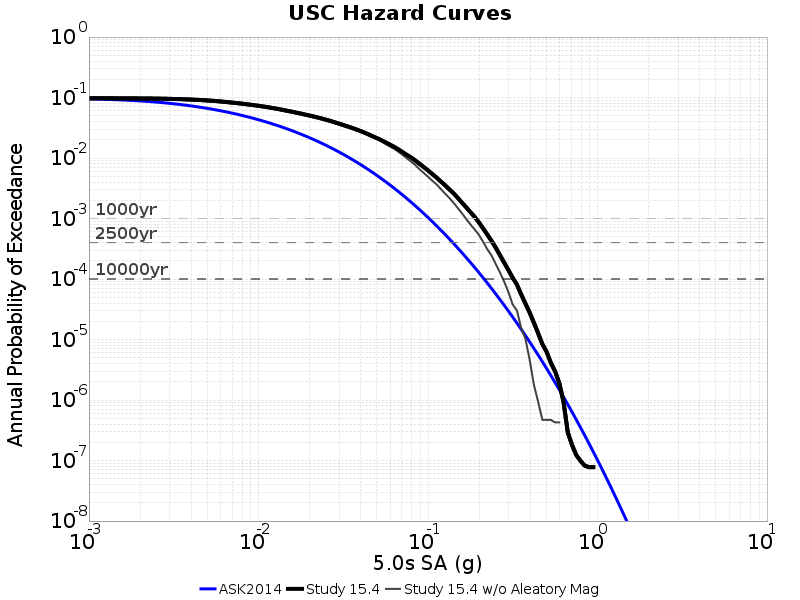 USC Hazard Curves
Annual Probability of Exceedance
10^0
10^-1
10^-2
10^-3
10^-4
10^-5
10^-6
10^-7
10^-8
1000yr
2500yr
10000yr
10^-3 10^-2 10^-1 10^0 10^1
5.0s SA (g)
ASK2014 Study 15.4 Study 15.4 w/o Aleatory Mag